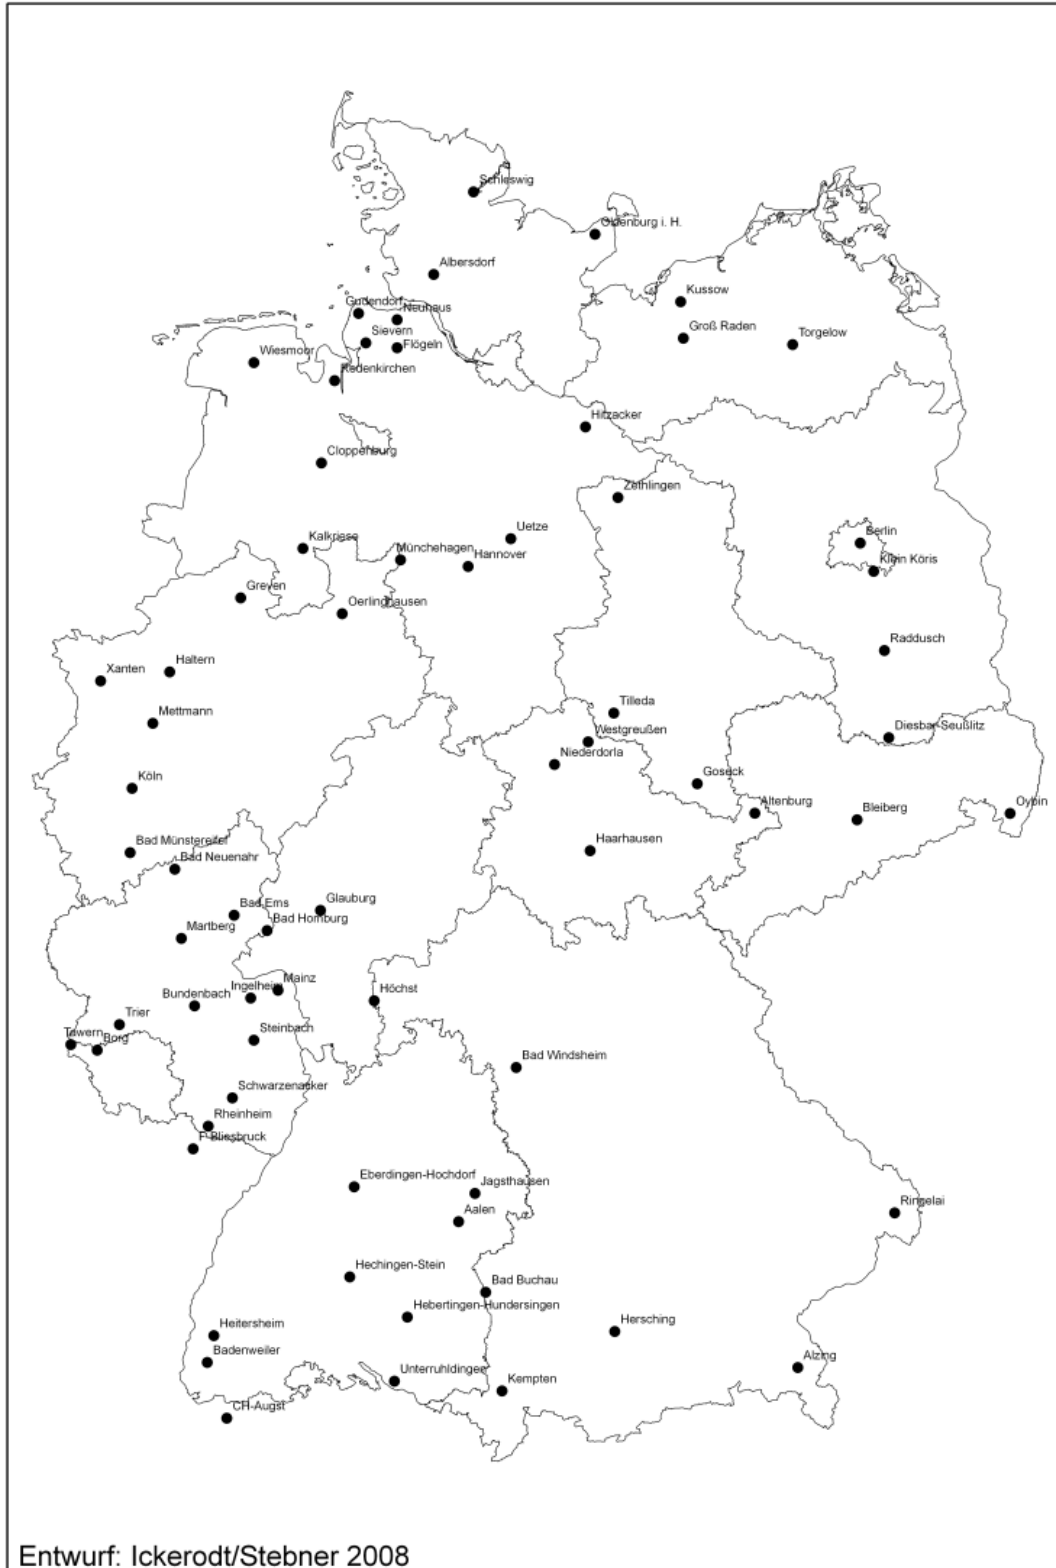 Schleswig
Oldenburg i. H.
Albersdorf
Kussow
Gudendorf
Neuhaus
Groß Raden
Torgelow
Sievern
Flögeln
Wiesmoor
Rodenkirchen
Hitzacker
Cloppenburg
Zethlingen
Uetze
Berlin
Kalkriese
Münchehagen
Hannover
Klein Köris
Greven
Oerlinghausen
Raddusch
Haltern
Xanten
Tilleda
Mettmann
Westgreußen
Diesbar-Seußlitz
Niederdorla
Goseck
Köln
Altenburg
Bleiberg
Oybin
Bad Münstereifel
Haarhausen
Bad Neuenahr
Glauburg
Bad Ems
Bad Homburg
Martberg
Mainz
Ingelheim
Höchst
Bundenbach
Trier
Steinbach
Tawern
Borg
Bad Windsheim
Schwarzenacker
Rheinheim
F-Bliesbruck
Eberdingen-Hochdorf
Jagsthausen
Ringelai
Aalen
Hechingen-Stein
Bad Buchau
Hebertingen-Hundersingen
Hersching
Heitersheim
Badenweiler
Alzing
Unterruhldingen
Kempten
CH-Augst
Entwurf: Ickerodt/Stebner 2008